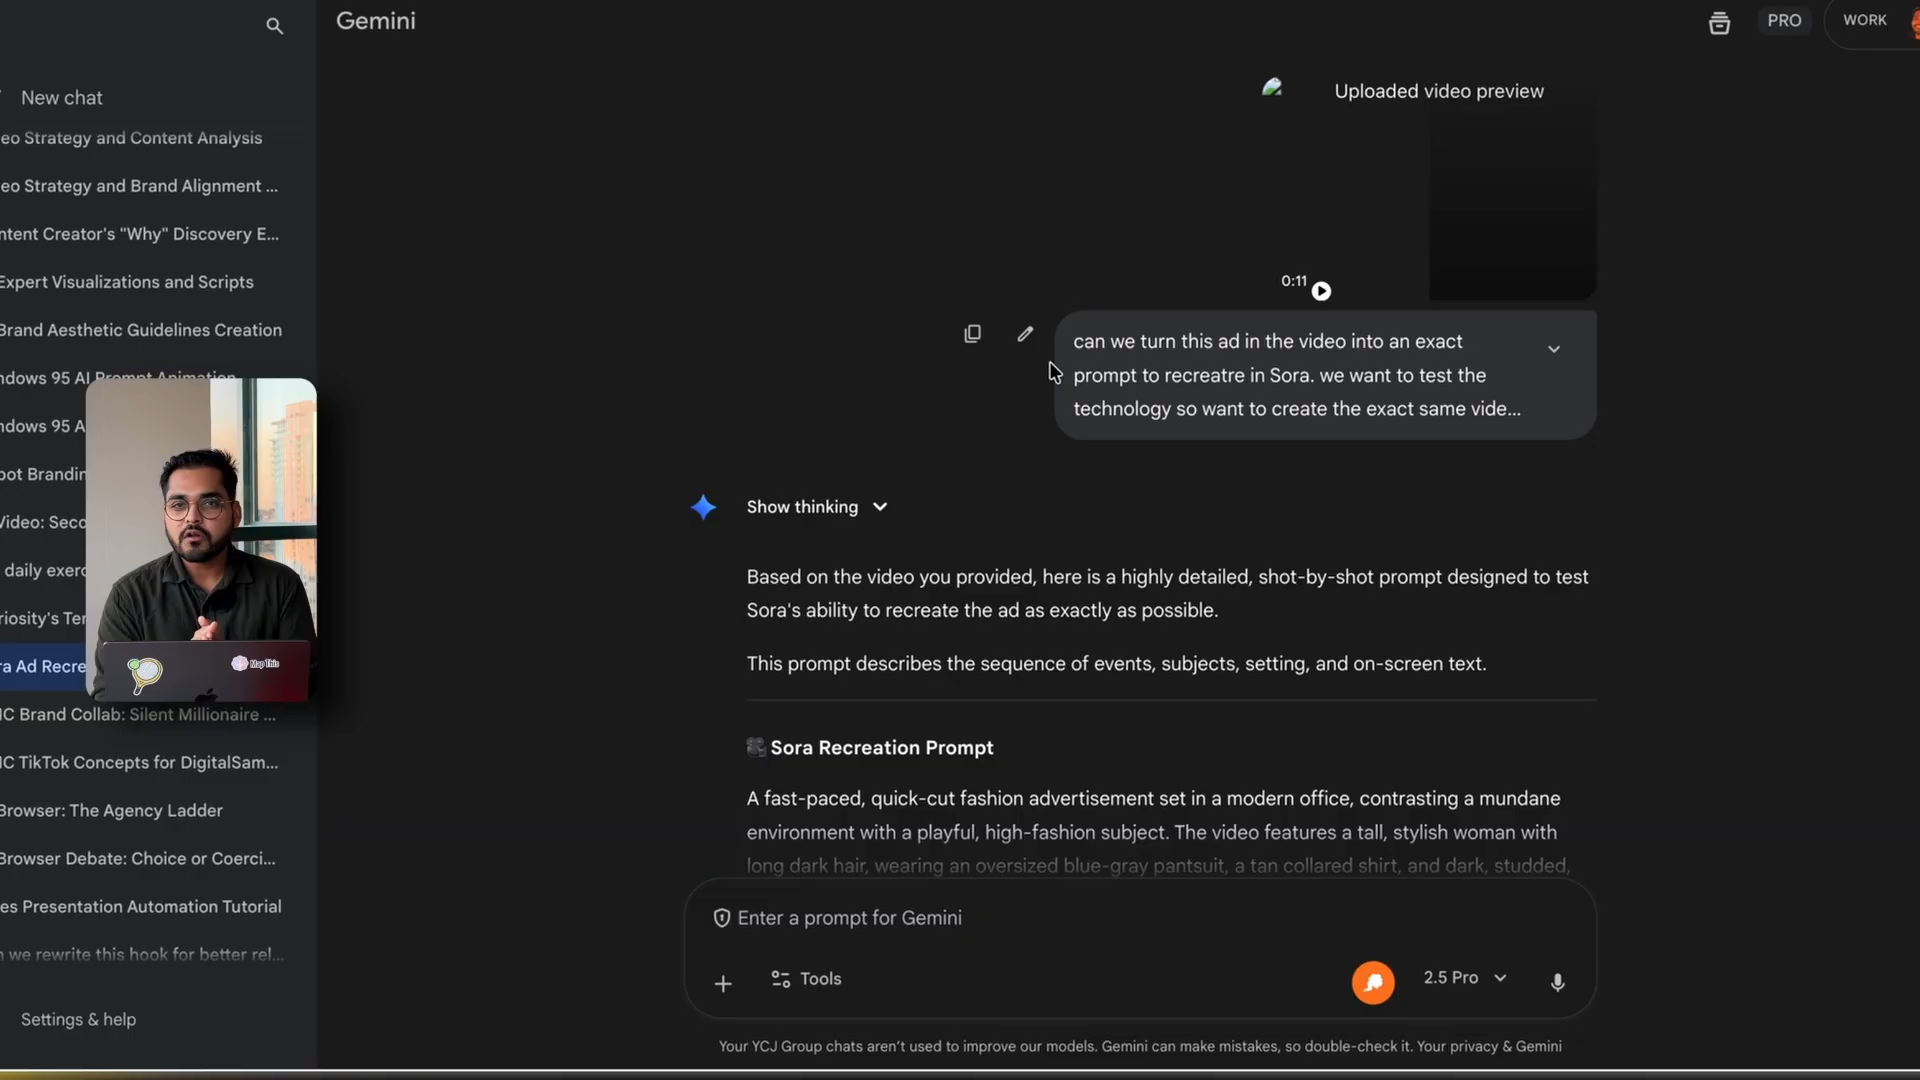 Gemini
PRO
WORK
New chat
eo Strategy and Content Analysis
eo Strategy and Brand Alignment ...
ntent Creator's "Why" Discovery E...
Expert Visualizations and Scripts
Brand Aesthetic Guidelines Creation
ndows 95 AI Prompt Animation
ndows 95 A
oot Brandin
Video: Seco
daily exerc
riosity's Ter
ra Ad Recre
IC Brand Collab: Silent Millionaire ...
IC TikTok Concepts for DigitalSam...
Browser: The Agency Ladder
Browser Debate: Choice or Coerci...
es Presentation Automation Tutorial
n we rewrite this hook for better rel...
Settings & help
Map This
Uploaded video preview
0:11
can we turn this ad in the video into an exact
prompt to recreatre in Sora. we want to test the
technology so want to create the exact same vide...
Show thinking
Based on the video you provided, here is a highly detailed, shot-by-shot prompt designed to test
Sora's ability to recreate the ad as exactly as possible.
This prompt describes the sequence of events, subjects, setting, and on-screen text.
Sora Recreation Prompt
A fast-paced, quick-cut fashion advertisement set in a modern office, contrasting a mundane
environment with a playful, high-fashion subject. The video features a tall, stylish woman with
long dark hair, wearing an oversized blue-gray pantsuit, a tan collared shirt, and dark, studded,
Enter a prompt for Gemini
Tools
2.5 Pro
Your YCJ Group chats aren't used to improve our models. Gemini can make mistakes, so double-check it. Your privacy & Gemini